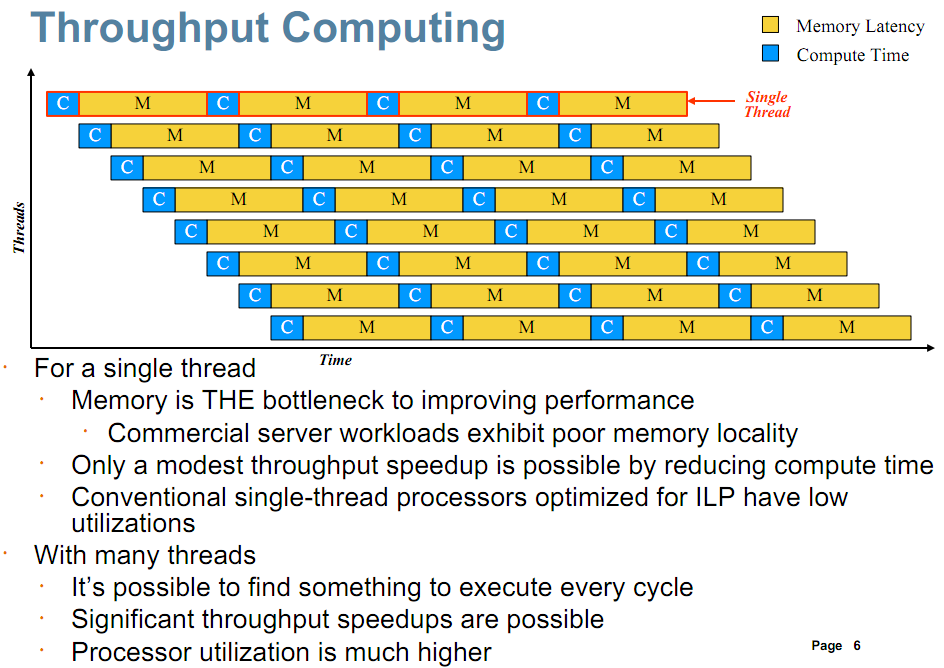 Throughput Computing
Memory Latency
Compute Time
C M C M C M C M
Single
Thread
C M C M C M C M
C M C M C M C M
C M C M C M C M
C M C M C M C M
C M C M C M C M
C M C M C M C M
C M C M C M C M
Threads
Time
· For a single thread
· Memory is THE bottleneck to improving performance
· Commercial server workloads exhibit poor memory locality
· Only a modest throughput speedup is possible by reducing compute time
· Conventional single-thread processors optimized for ILP have low
utilizations
· With many threads
· It’s possible to find something to execute every cycle
· Significant throughput speedups are possible
· Processor utilization is much higher
Page 6